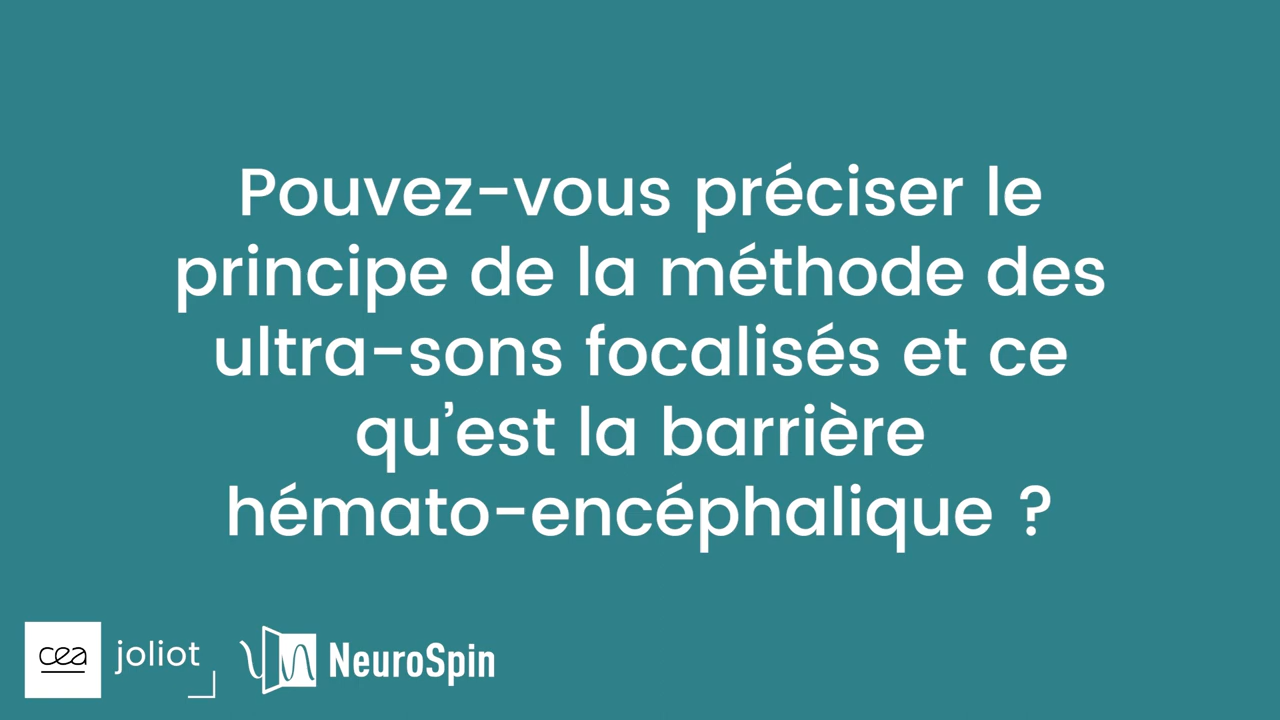 Pouvez-vous préciser le
principe de la méthode des
ultra-sons focalisés et ce
qu’est la barrière
hémato-encéphalique ?
cea joliot NeuroSpin